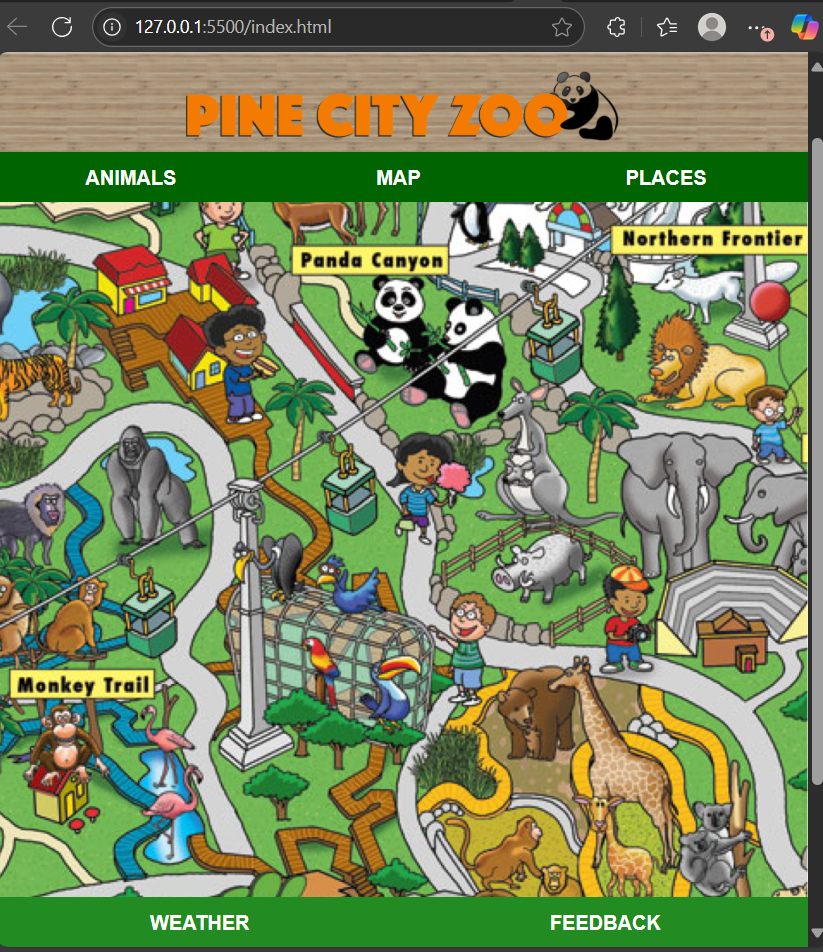 127.0.0.1:5500/index.html
PINE CITY ZOO
ANIMALS MAP PLACES
Northern Frontier
Panda Canyon
Monkey Trail
WEATHER FEEDBACK